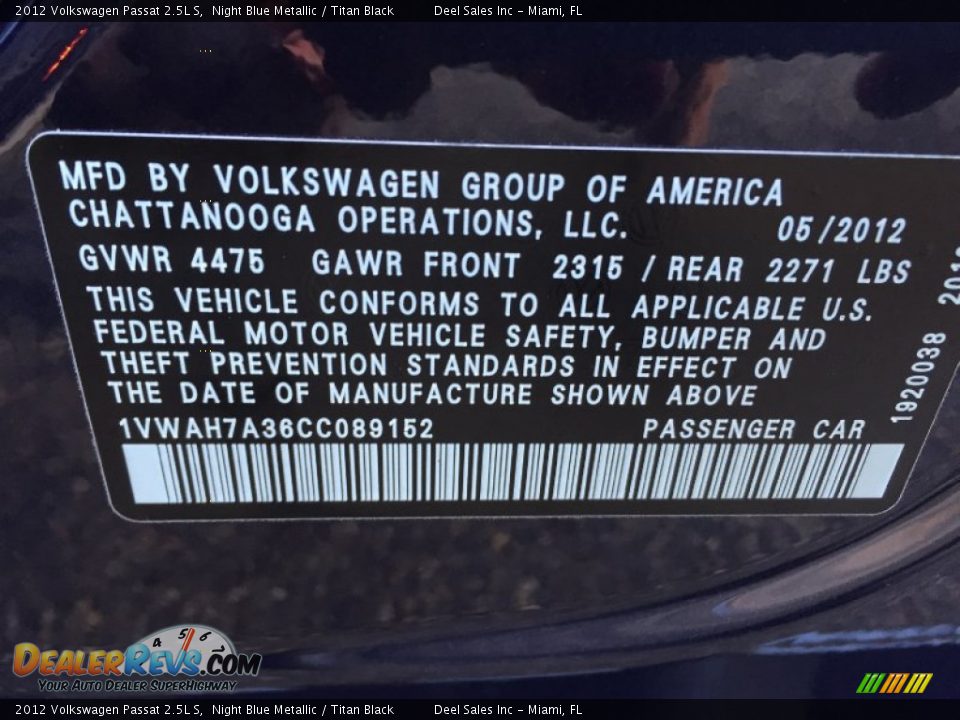 2012 Volkswagen Passat 2.5L S, Night Blue Metallic / Titan Black Deel Sales Inc - Miami, FL
MFD BY VOLKSWAGEN GROUP OF AMERICA
CHATTANOOGA OPERATIONS, LLC. 05/2012
GVWR 4475 GAWR FRONT 2315 / REAR 2271 LBS
THIS VEHICLE CONFORMS TO ALL APPLICABLE U.S.
FEDERAL MOTOR VEHICLE SAFETY, BUMPER AND
THEFT PREVENTION STANDARDS IN EFFECT ON
THE DATE OF MANUFACTURE SHOWN ABOVE
1VWAH7A36CC089152 PASSENGER CAR
1920038
4 5 6 7
DealerRevs.com
Your Auto Dealer SuperHighway
2012 Volkswagen Passat 2.5L S, Night Blue Metallic / Titan Black Deel Sales Inc - Miami, FL